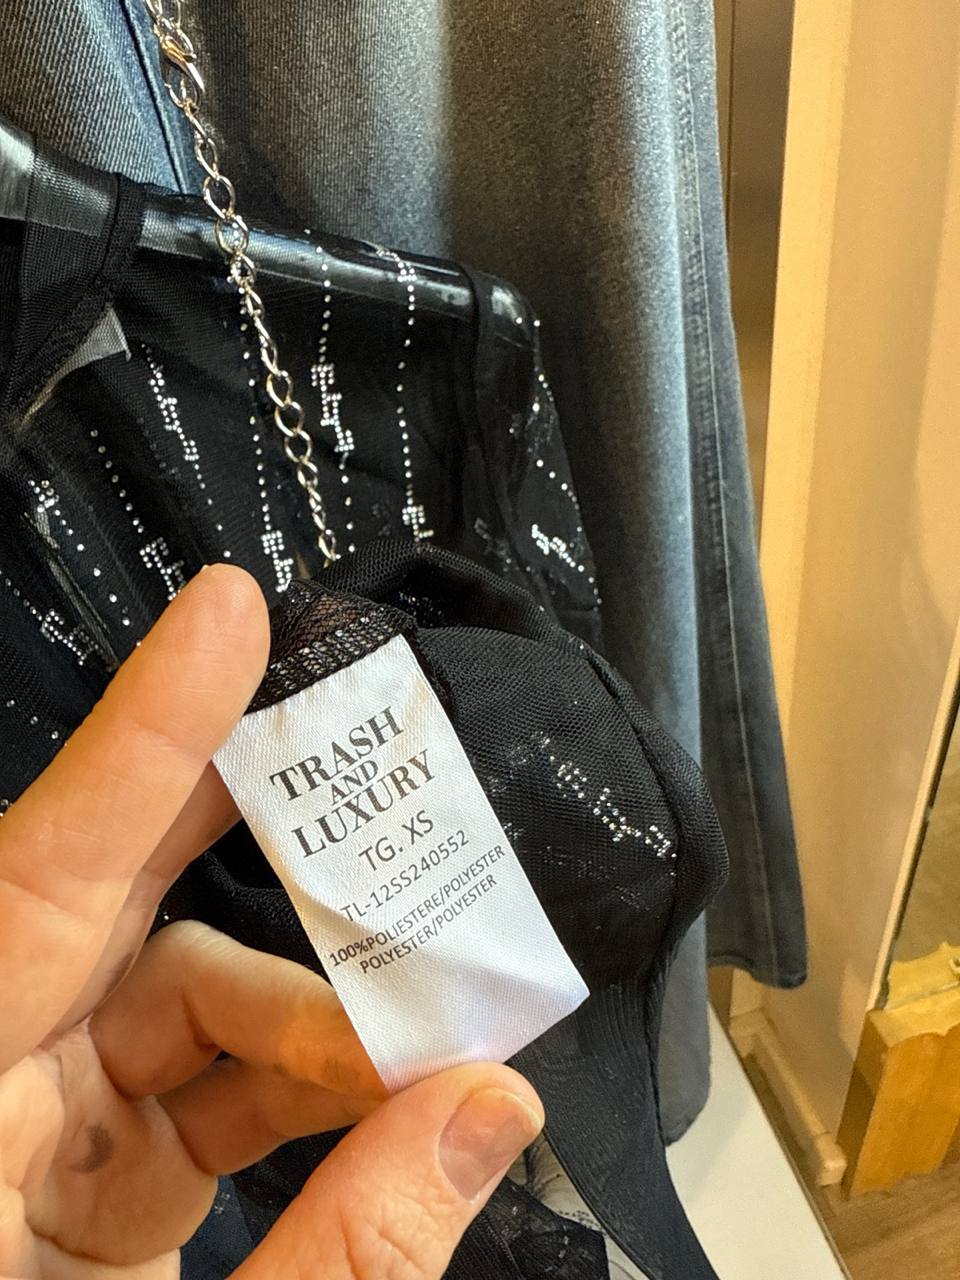 TRASH
AND
LUXURY
TG. XS
TL-12SS240552
100%POLIESTERE/POLYESTER
POLYESTER/POLYESTER